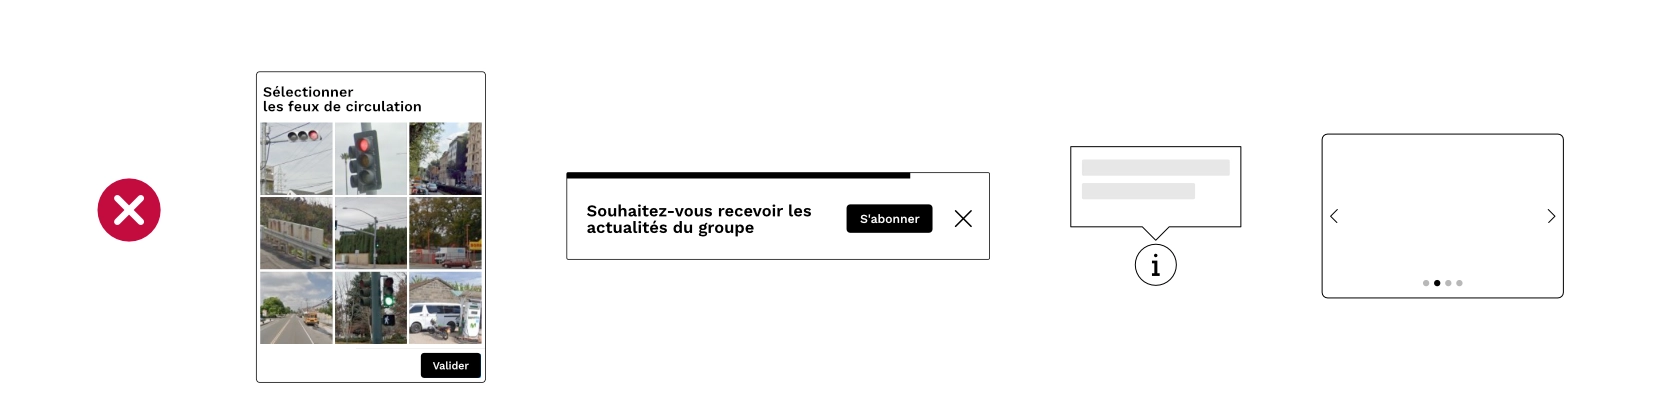 Sélectionner
les feux de circulation
Valider
Souhaitez-vous recevoir les
actualités du groupe
S'abonner
i